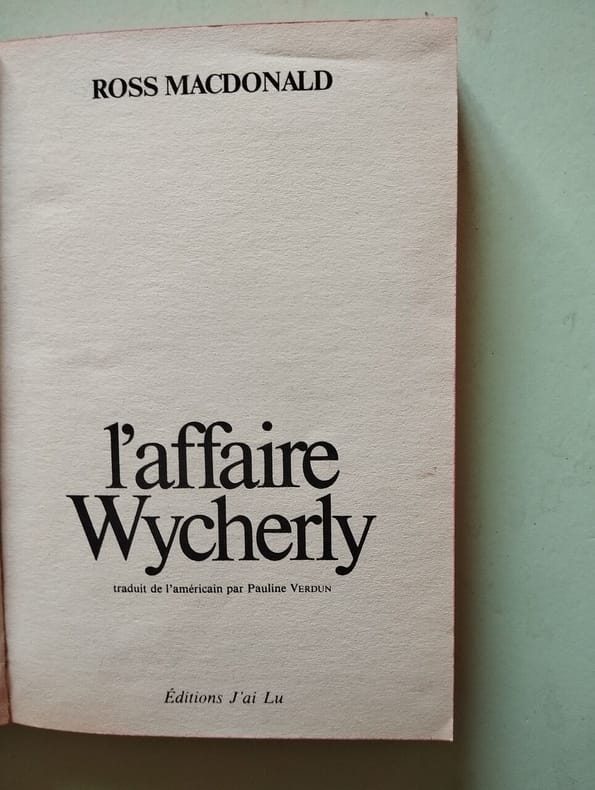 ROSS MACDONALD
l'affaire
Wycherly
traduit de l'américain par Pauline VERDUN
Éditions J'ai Lu